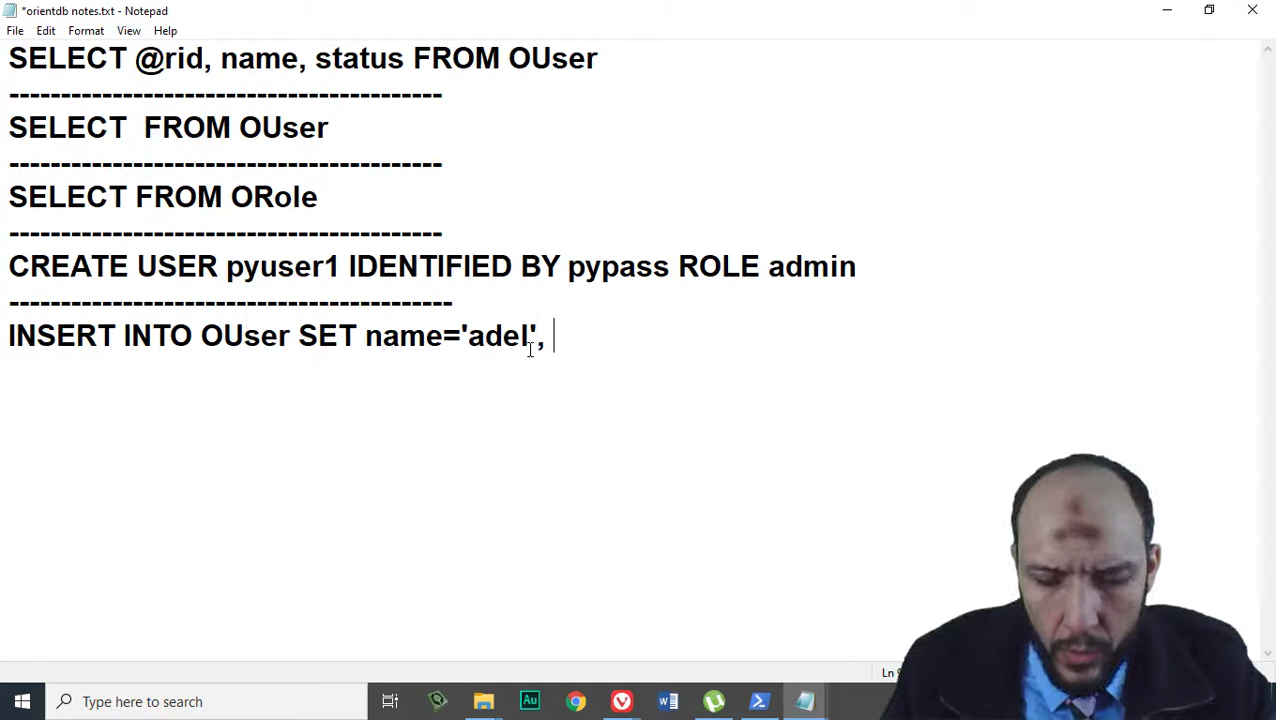 *orientdb notes.txt - Notepad
File Edit Format View Help
SELECT @rid, name, status FROM OUser
------------------------------------------
SELECT  FROM OUser
------------------------------------------
SELECT FROM ORole
------------------------------------------
CREATE USER pyuser1 IDENTIFIED BY pypass ROLE admin
-------------------------------------------
INSERT INTO OUser SET name='adel',
Type here to search
Au